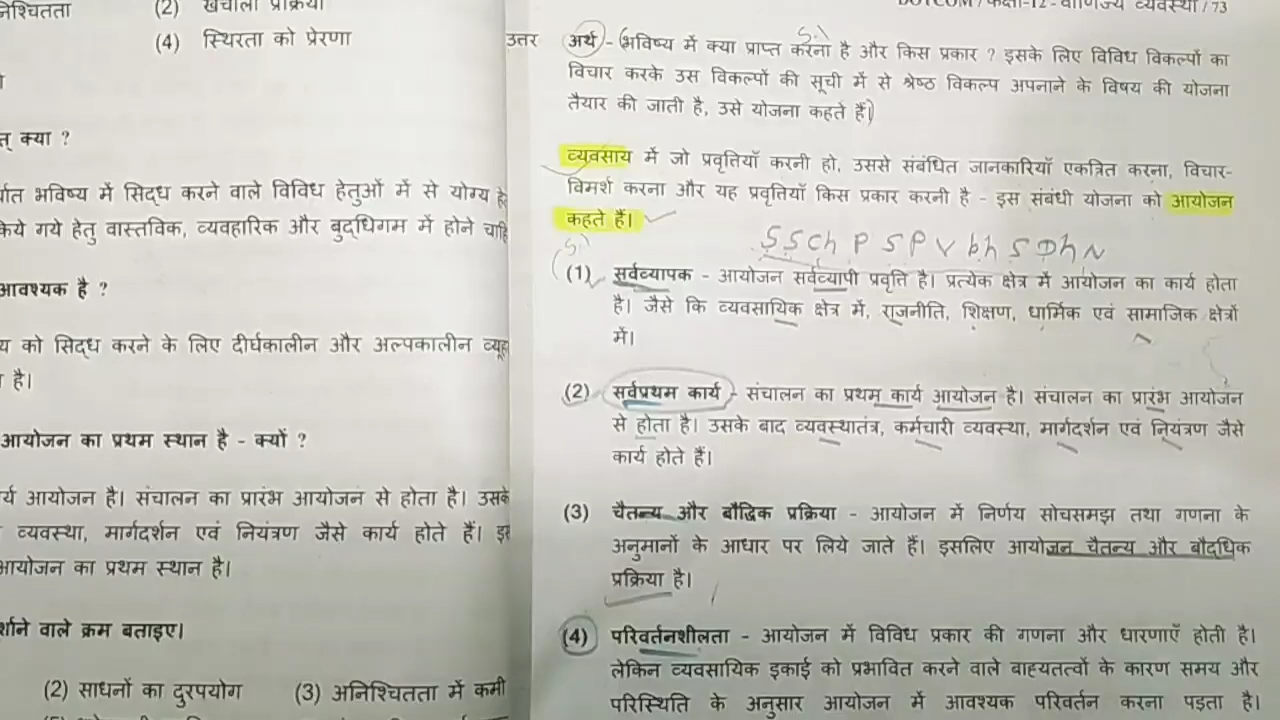 निश्चितता (2) खर्चाली प्रक्रिया
(4) स्थिरता को प्रेरणा
त् क्या ?
र्थात भविष्य में सिद्ध करने वाले विविध हेतुओं में से योग्य हे
किये गये हेतु वास्तविक, व्यवहारिक और बुद्धिगम में होने चाहि
आवश्यक है ?
य को सिद्ध करने के लिए दीर्घकालीन और अल्पकालीन व्यूह
है।
आयोजन का प्रथम स्थान है - क्यों ?
र्य आयोजन है। संचालन का प्रारंभ आयोजन से होता है। उसके
व्यवस्था, मार्गदर्शन एवं नियंत्रण जैसे कार्य होते हैं। इस
आयोजन का प्रथम स्थान है।
र्शाने वाले क्रम बताइए।
(2) साधनों का दुरपयोग (3) अनिश्चितता में कमी
DOTCOM / कक्षा-12 - वाणिज्य व्यवस्था / 73
उत्तर अर्थ - (भविष्य में क्या प्राप्त करना है और किस प्रकार ? इसके लिए विविध विकल्पों का
विचार करके उस विकल्पों की सूची में से श्रेष्ठ विकल्प अपनाने के विषय की योजना
तैयार की जाती है, उसे योजना कहते हैं।)
व्यवसाय में जो प्रवृतियाँ करनी हो, उससे संबंधित जानकारियाँ एकत्रित करना, विचार-
विमर्श करना और यह प्रवृतियाँ किस प्रकार करनी है - इस संबंधी योजना को आयोजन
कहते हैं।
S S Ch P S P V bh S Dh N
(1) सर्वव्यापक - आयोजन सर्वव्यापी प्रवृति है। प्रत्येक क्षेत्र में आयोजन का कार्य होता
है। जैसे कि व्यवसायिक क्षेत्र में, राजनीति, शिक्षण, धार्मिक एवं सामाजिक क्षेत्रों
में।
(2) सर्वप्रथम कार्य - संचालन का प्रथम कार्य आयोजन है। संचालन का प्रारंभ आयोजन
से होता है। उसके बाद व्यवस्थातंत्र, कर्मचारी व्यवस्था, मार्गदर्शन एवं नियंत्रण जैसे
कार्य होते हैं।
(3) चैतन्य और बौद्धिक प्रक्रिया - आयोजन में निर्णय सोचसमझ तथा गणना के
अनुमानों के आधार पर लिये जाते हैं। इसलिए आयोजन चैतन्य और बौद्धिक
प्रक्रिया है।
(4) परिवर्तनशीलता - आयोजन में विविध प्रकार की गणना और धारणाएँ होती है।
लेकिन व्यवसायिक इकाई को प्रभावित करने वाले बाह्यतत्वों के कारण समय और
परिस्थिति के अनुसार आयोजन में आवश्यक परिवर्तन करना पड़ता है।